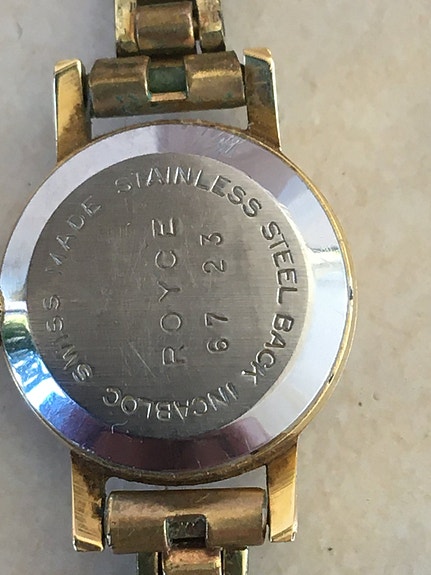 SWISS MADE STAINLESS STEEL BACK INCABLOC
ROYCE
67 23